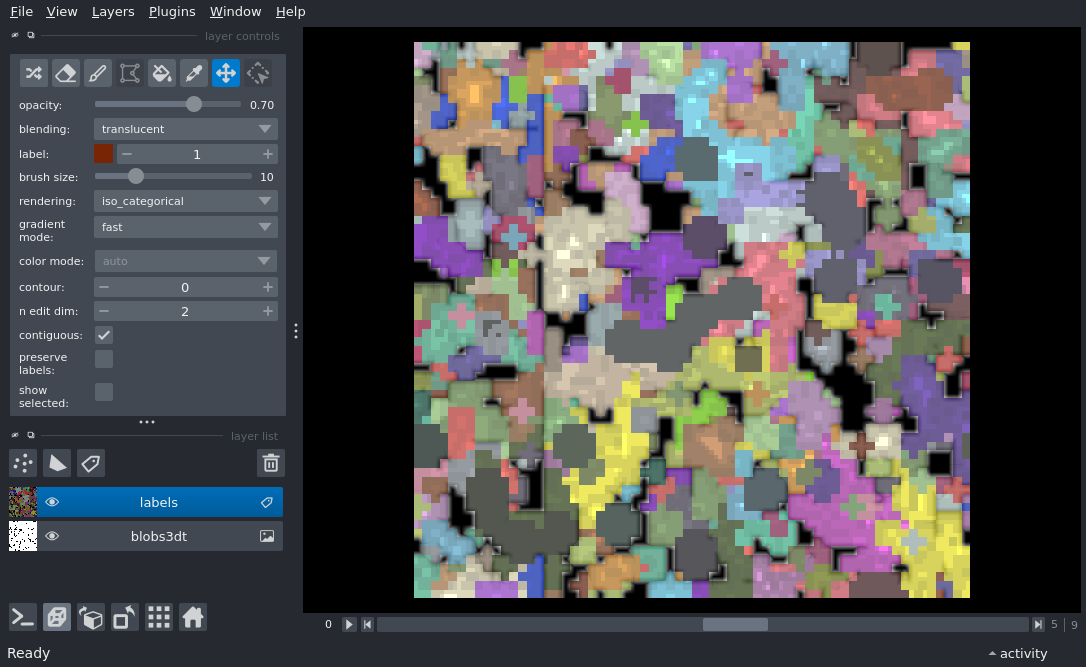 File View Layers Plugins Window Help
layer controls
opacity: 0.70
blending: translucent
label: 1
brush size: 10
rendering: iso_categorical
gradient
mode: fast
color mode: auto
contour: 0
n edit dim: 2
contiguous:
preserve
labels:
show
selected:
layer list
labels
blobs3dt
0 5 | 9
Ready activity